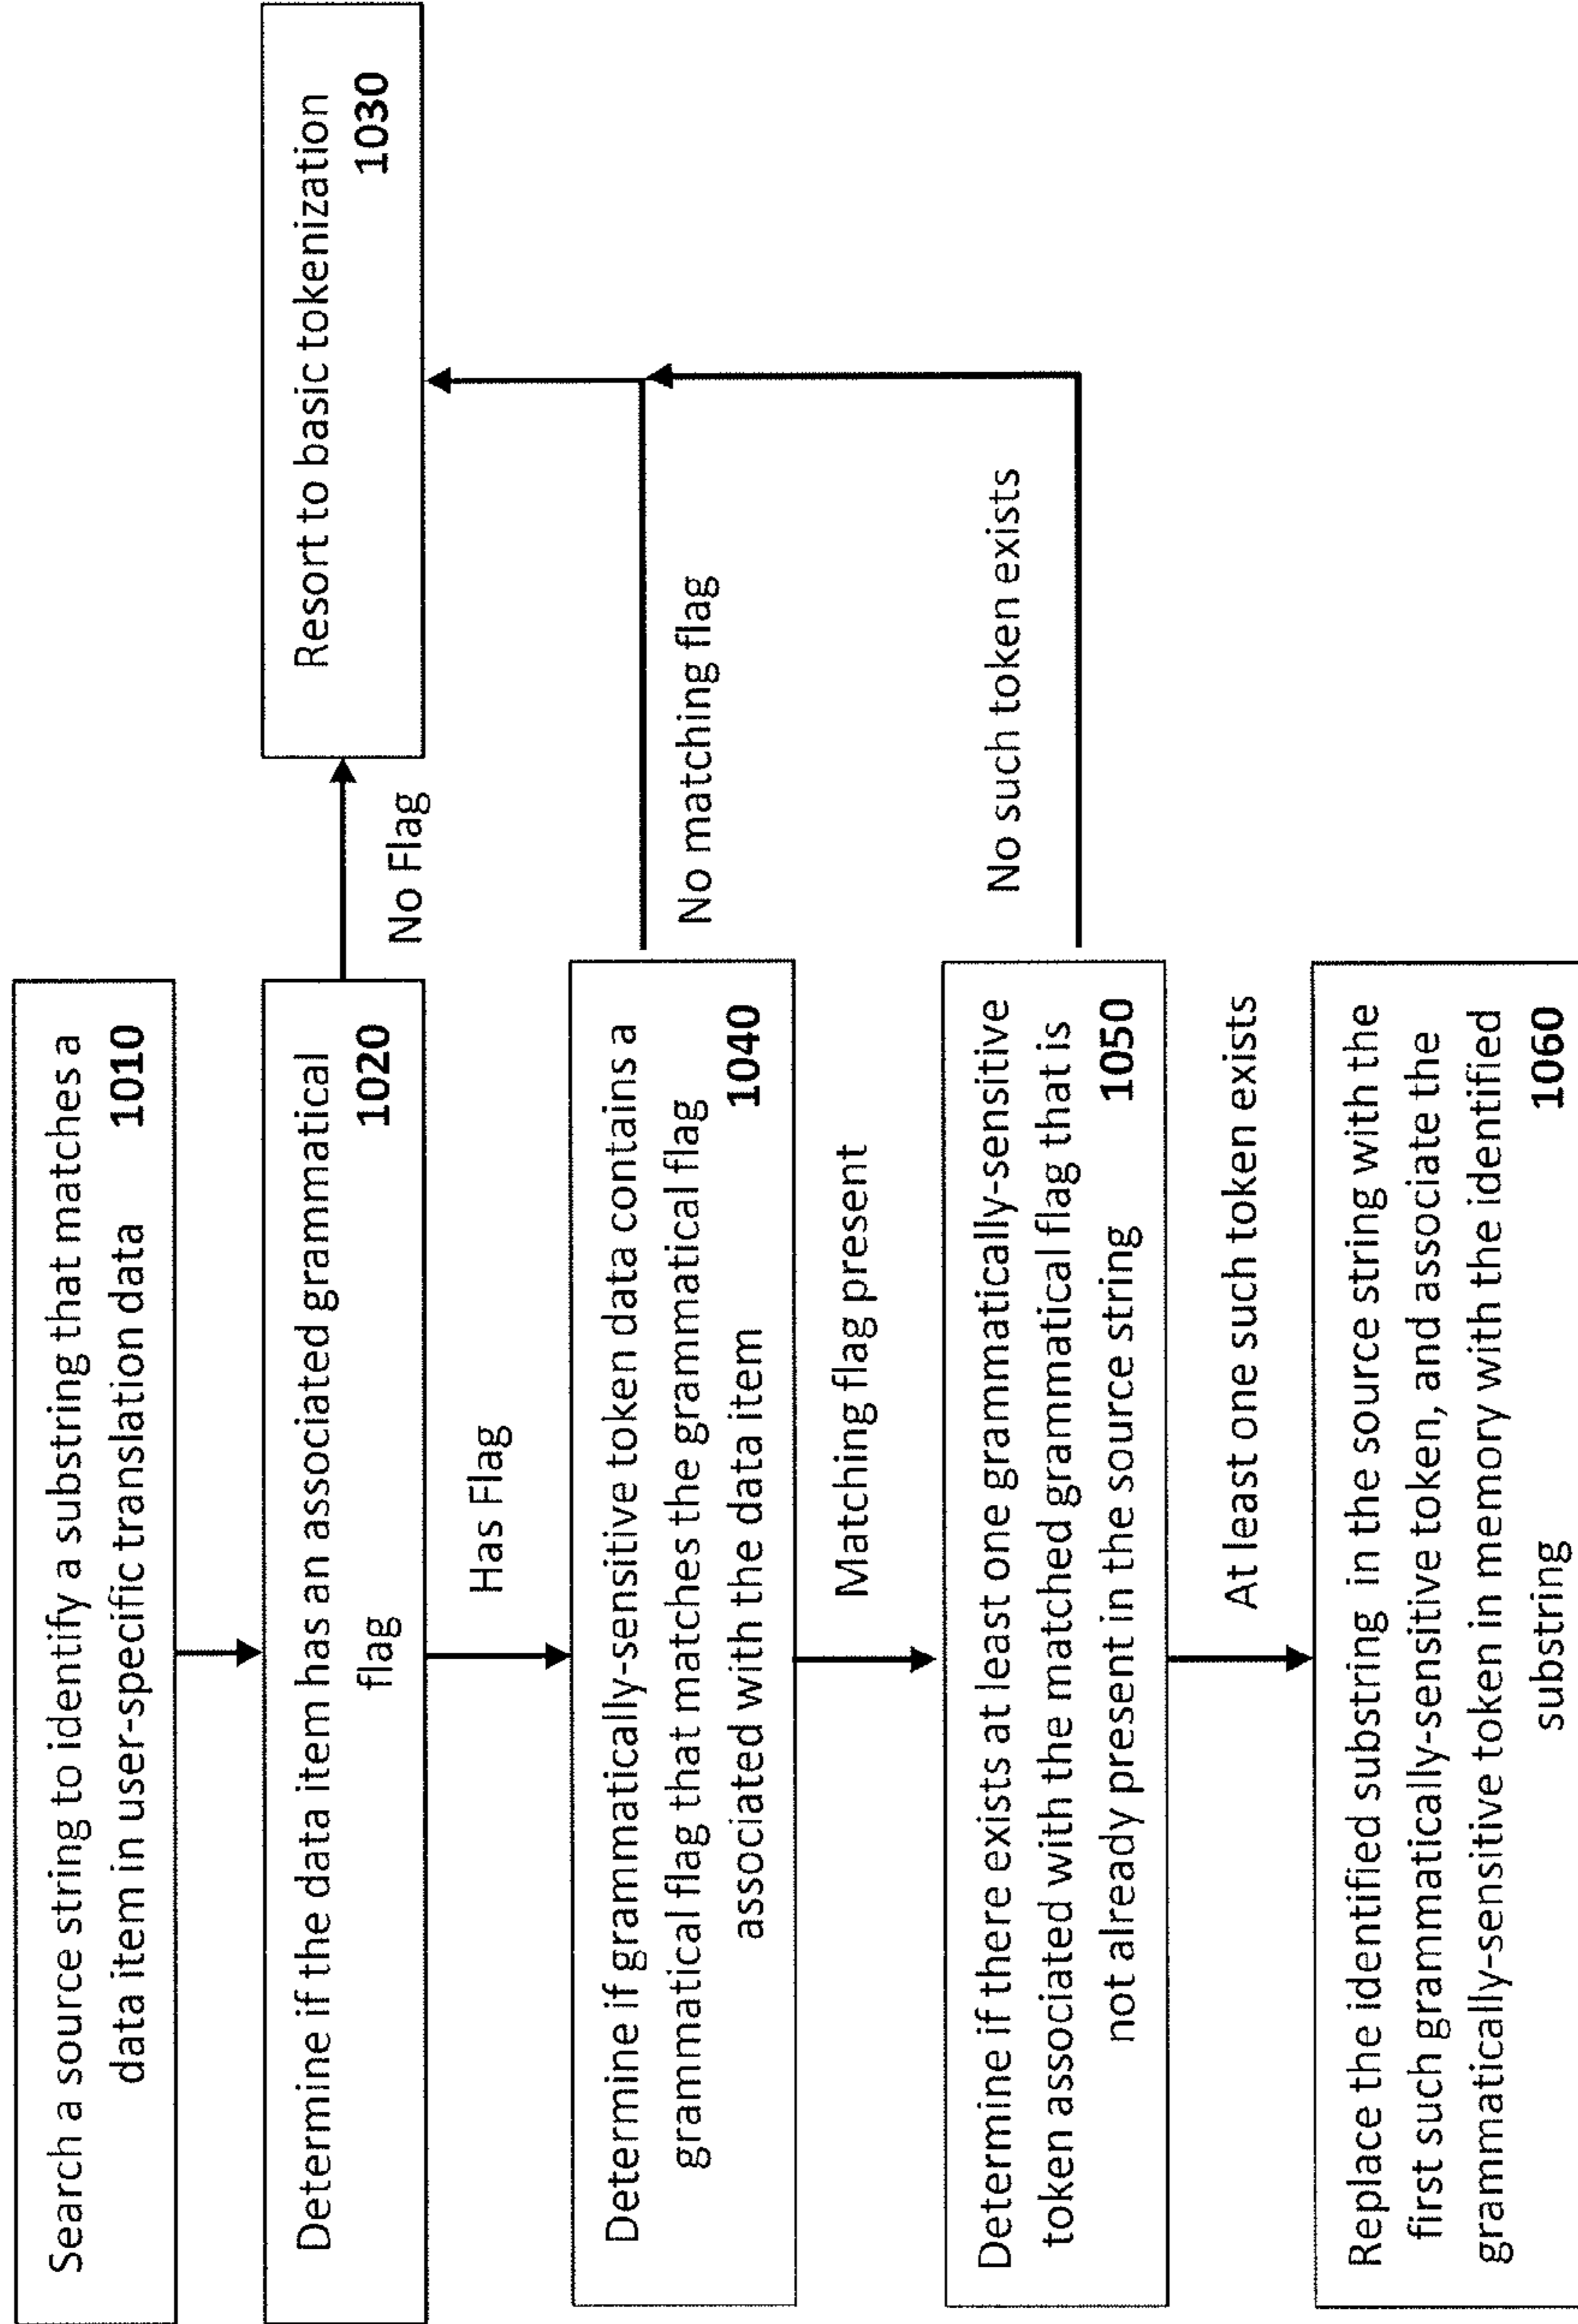 Search a source string to identify a substring that matches a
data item in user-specific translation data 1010
Determine if the data item has an associated grammatical
flag 1020
No Flag
Resort to basic tokenization
1030
Has Flag
Determine if grammatically-sensitive token data contains a
grammatical flag that matches the grammatical flag
associated with the data item 1040
No matching flag
Matching flag present
Determine if there exists at least one grammatically-sensitive
token associated with the matched grammatical flag that is
not already present in the source string 1050
No such token exists
At least one such token exists
Replace the identified substring in the source string with the
first such grammatically-sensitive token, and associate the
grammatically-sensitive token in memory with the identified
substring 1060